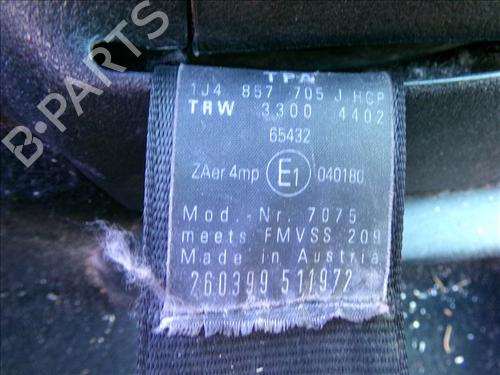 B-PARTS
TPN
1J4 857 705 J HCP
TRW 3300 4402
65432
ZAer 4mp E1 040180
Mod.-Nr. 7075
meets FMVSS 209
Made in Austria
260399 511972